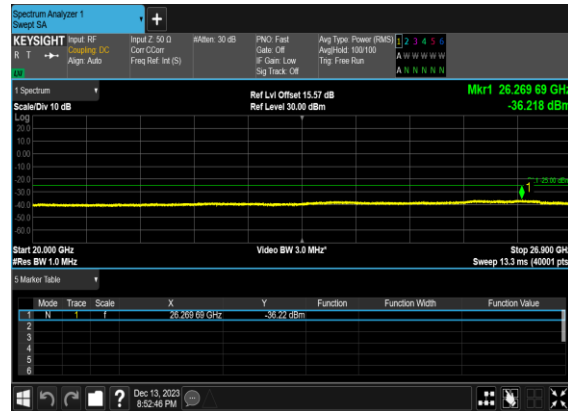 Spectrum Analyzer 1
Swept SA
+
KEYSIGHT
R T
Input: RF
Coupling: DC
Align: Auto
Input Z: 50 Ω
Corr CCorr
Freq Ref: Int (S)
#Atten: 30 dB
PNO: Fast
Gate: Off
IF Gain: Low
Sig Track: Off
Avg Type: Power (RMS)
Avg|Hold: 100/100
Trig: Free Run
1 2 3 4 5 6
A W W W W W
A N N N N N
1 Spectrum
Scale/Div 10 dB
Ref Lvl Offset 15.57 dB
Ref Level 30.00 dBm
Mkr1 26.269 69 GHz
-36.218 dBm
Log
20.0
10.0
0.00
-10.0
-20.0
-30.0
-40.0
-50.0
-60.0
1
-25.00 dBm
Start 20.000 GHz
#Res BW 1.0 MHz
Video BW 3.0 MHz*
Stop 26.900 GHz
Sweep 13.3 ms (40001 pts
5 Marker Table
Mode Trace Scale X Y Function Function Width Function Value
1 N 1 f 26.269 69 GHz -36.22 dBm
2
3
4
5
6
?
Dec 13, 2023
8:52:46 PM